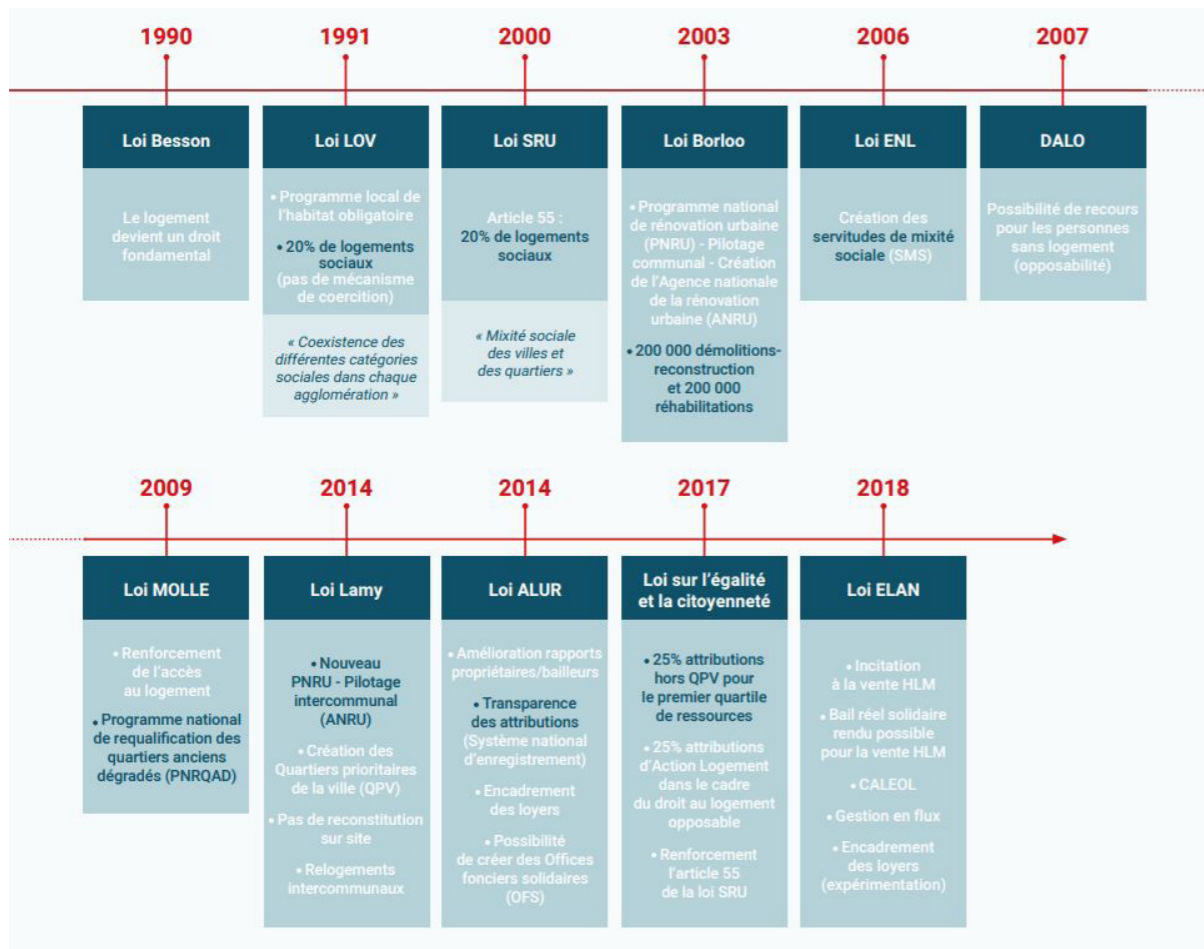 1990
Loi Besson
Le logement
devient un droit
fondamental
1991
Loi LOV
• Programme local de
l'habitat obligatoire
• 20% de logements
sociaux
(pas de mécanisme
de coercition)
« Coexistence des
différentes catégories
sociales dans chaque
agglomération »
2000
Loi SRU
Article 55 :
20% de logements
sociaux
« Mixité sociale
des villes et
des quartiers »
2003
Loi Borloo
• Programme national
de rénovation urbaine
(PNRU) - Pilotage
communal - Création
de l'Agence nationale
de la rénovation
urbaine (ANRU)
• 200 000 démolitions-
reconstruction
et 200 000
réhabilitations
2006
Loi ENL
Création des
servitudes de mixité
sociale (SMS)
2007
DALO
Possibilité de recours
pour les personnes
sans logement
(opposabilité)
2009
Loi MOLLE
• Renforcement
de l'accès
au logement
• Programme national
de requalification des
quartiers anciens
dégradés (PNRQAD)
2014
Loi Lamy
• Nouveau
PNRU - Pilotage
intercommunal
(ANRU)
• Création des
Quartiers prioritaires
de la ville (QPV)
• Pas de reconstitution
sur site
• Relogements
intercommunaux
2014
Loi ALUR
• Amélioration rapports
propriétaires/bailleurs
• Transparence
des attributions
(Système national
d'enregistrement)
• Encadrement
des loyers
• Possibilité
de créer des Offices
fonciers solidaires
(OFS)
2017
Loi sur l'égalité
et la citoyenneté
• 25% attributions
hors QPV pour
le premier quartile
de ressources
• 25% attributions
d'Action Logement
dans le cadre
du droit au logement
opposable
• Renforcement
l'article 55
de la loi SRU
2018
Loi ELAN
• Incitation
à la vente HLM
• Bail réel solidaire
rendu possible
pour la vente HLM
• CALEOL
• Gestion en flux
• Encadrement
des loyers
(expérimentation)